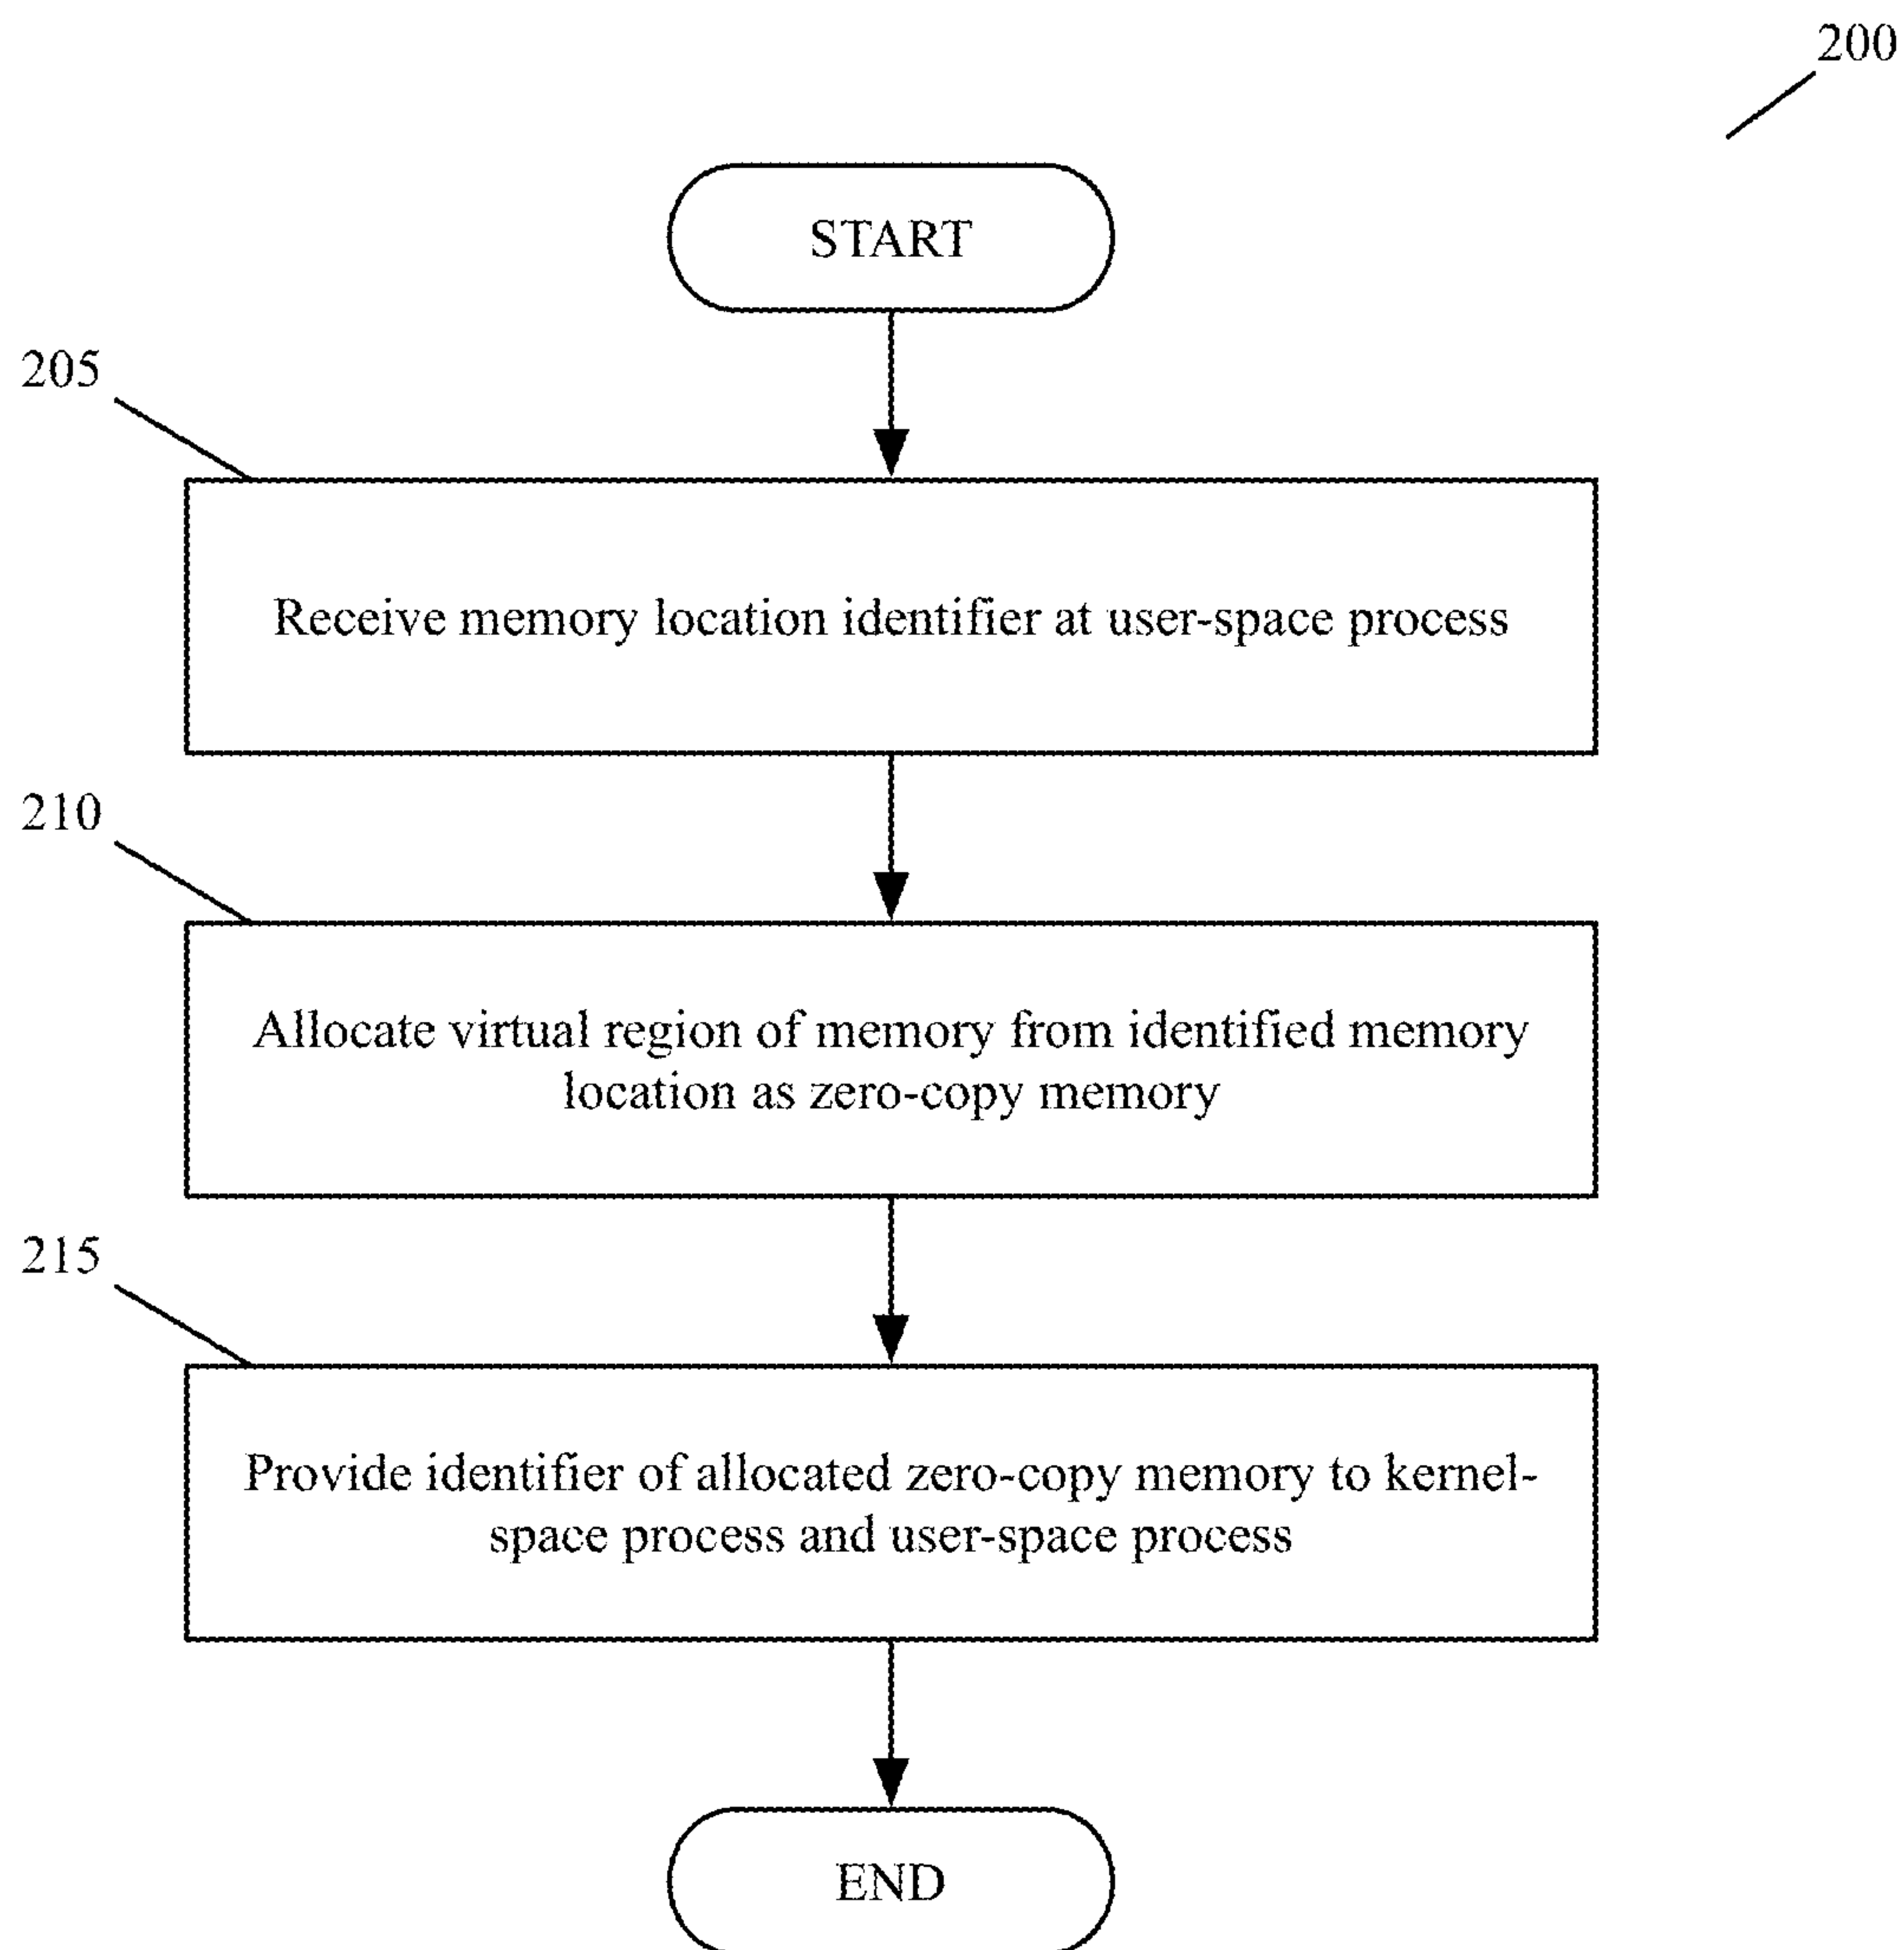 200
START
205
Receive memory location identifier at user-space process
210
Allocate virtual region of memory from identified memory
location as zero-copy memory
215
Provide identifier of allocated zero-copy memory to kernel-
space process and user-space process
END